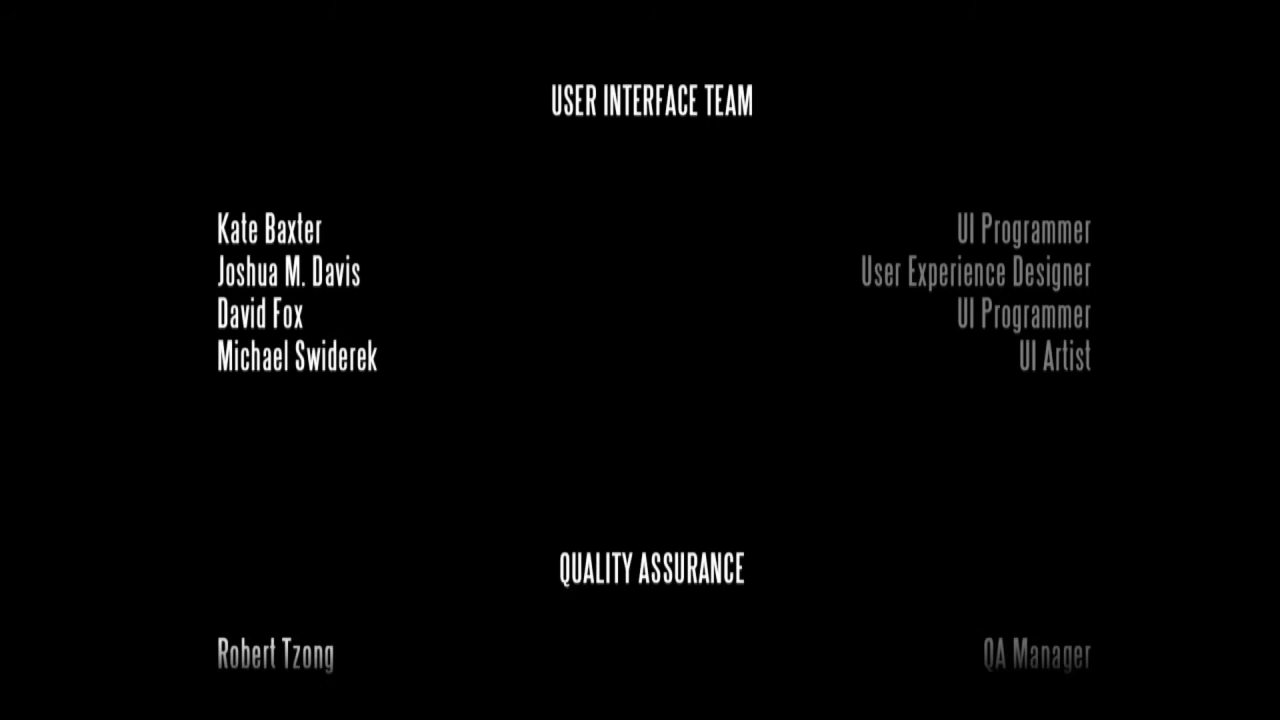 USER INTERFACE TEAM
Kate Baxter UI Programmer
Joshua M. Davis User Experience Designer
David Fox UI Programmer
Michael Swiderek UI Artist
QUALITY ASSURANCE
Robert Tzong QA Manager